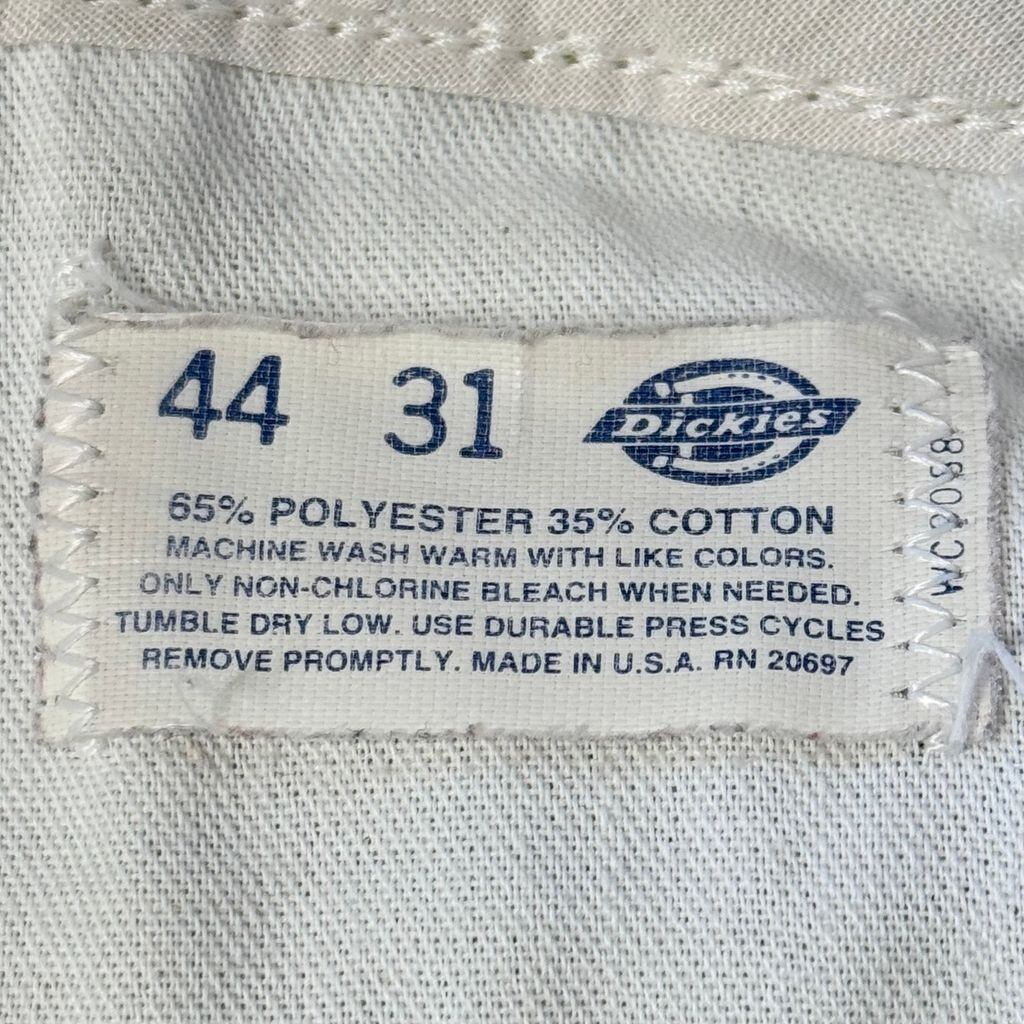 44 31 Dickies
65% POLYESTER 35% COTTON
MACHINE WASH WARM WITH LIKE COLORS.
ONLY NON-CHLORINE BLEACH WHEN NEEDED.
TUMBLE DRY LOW. USE DURABLE PRESS CYCLES
REMOVE PROMPTLY. MADE IN U.S.A. RN 20697